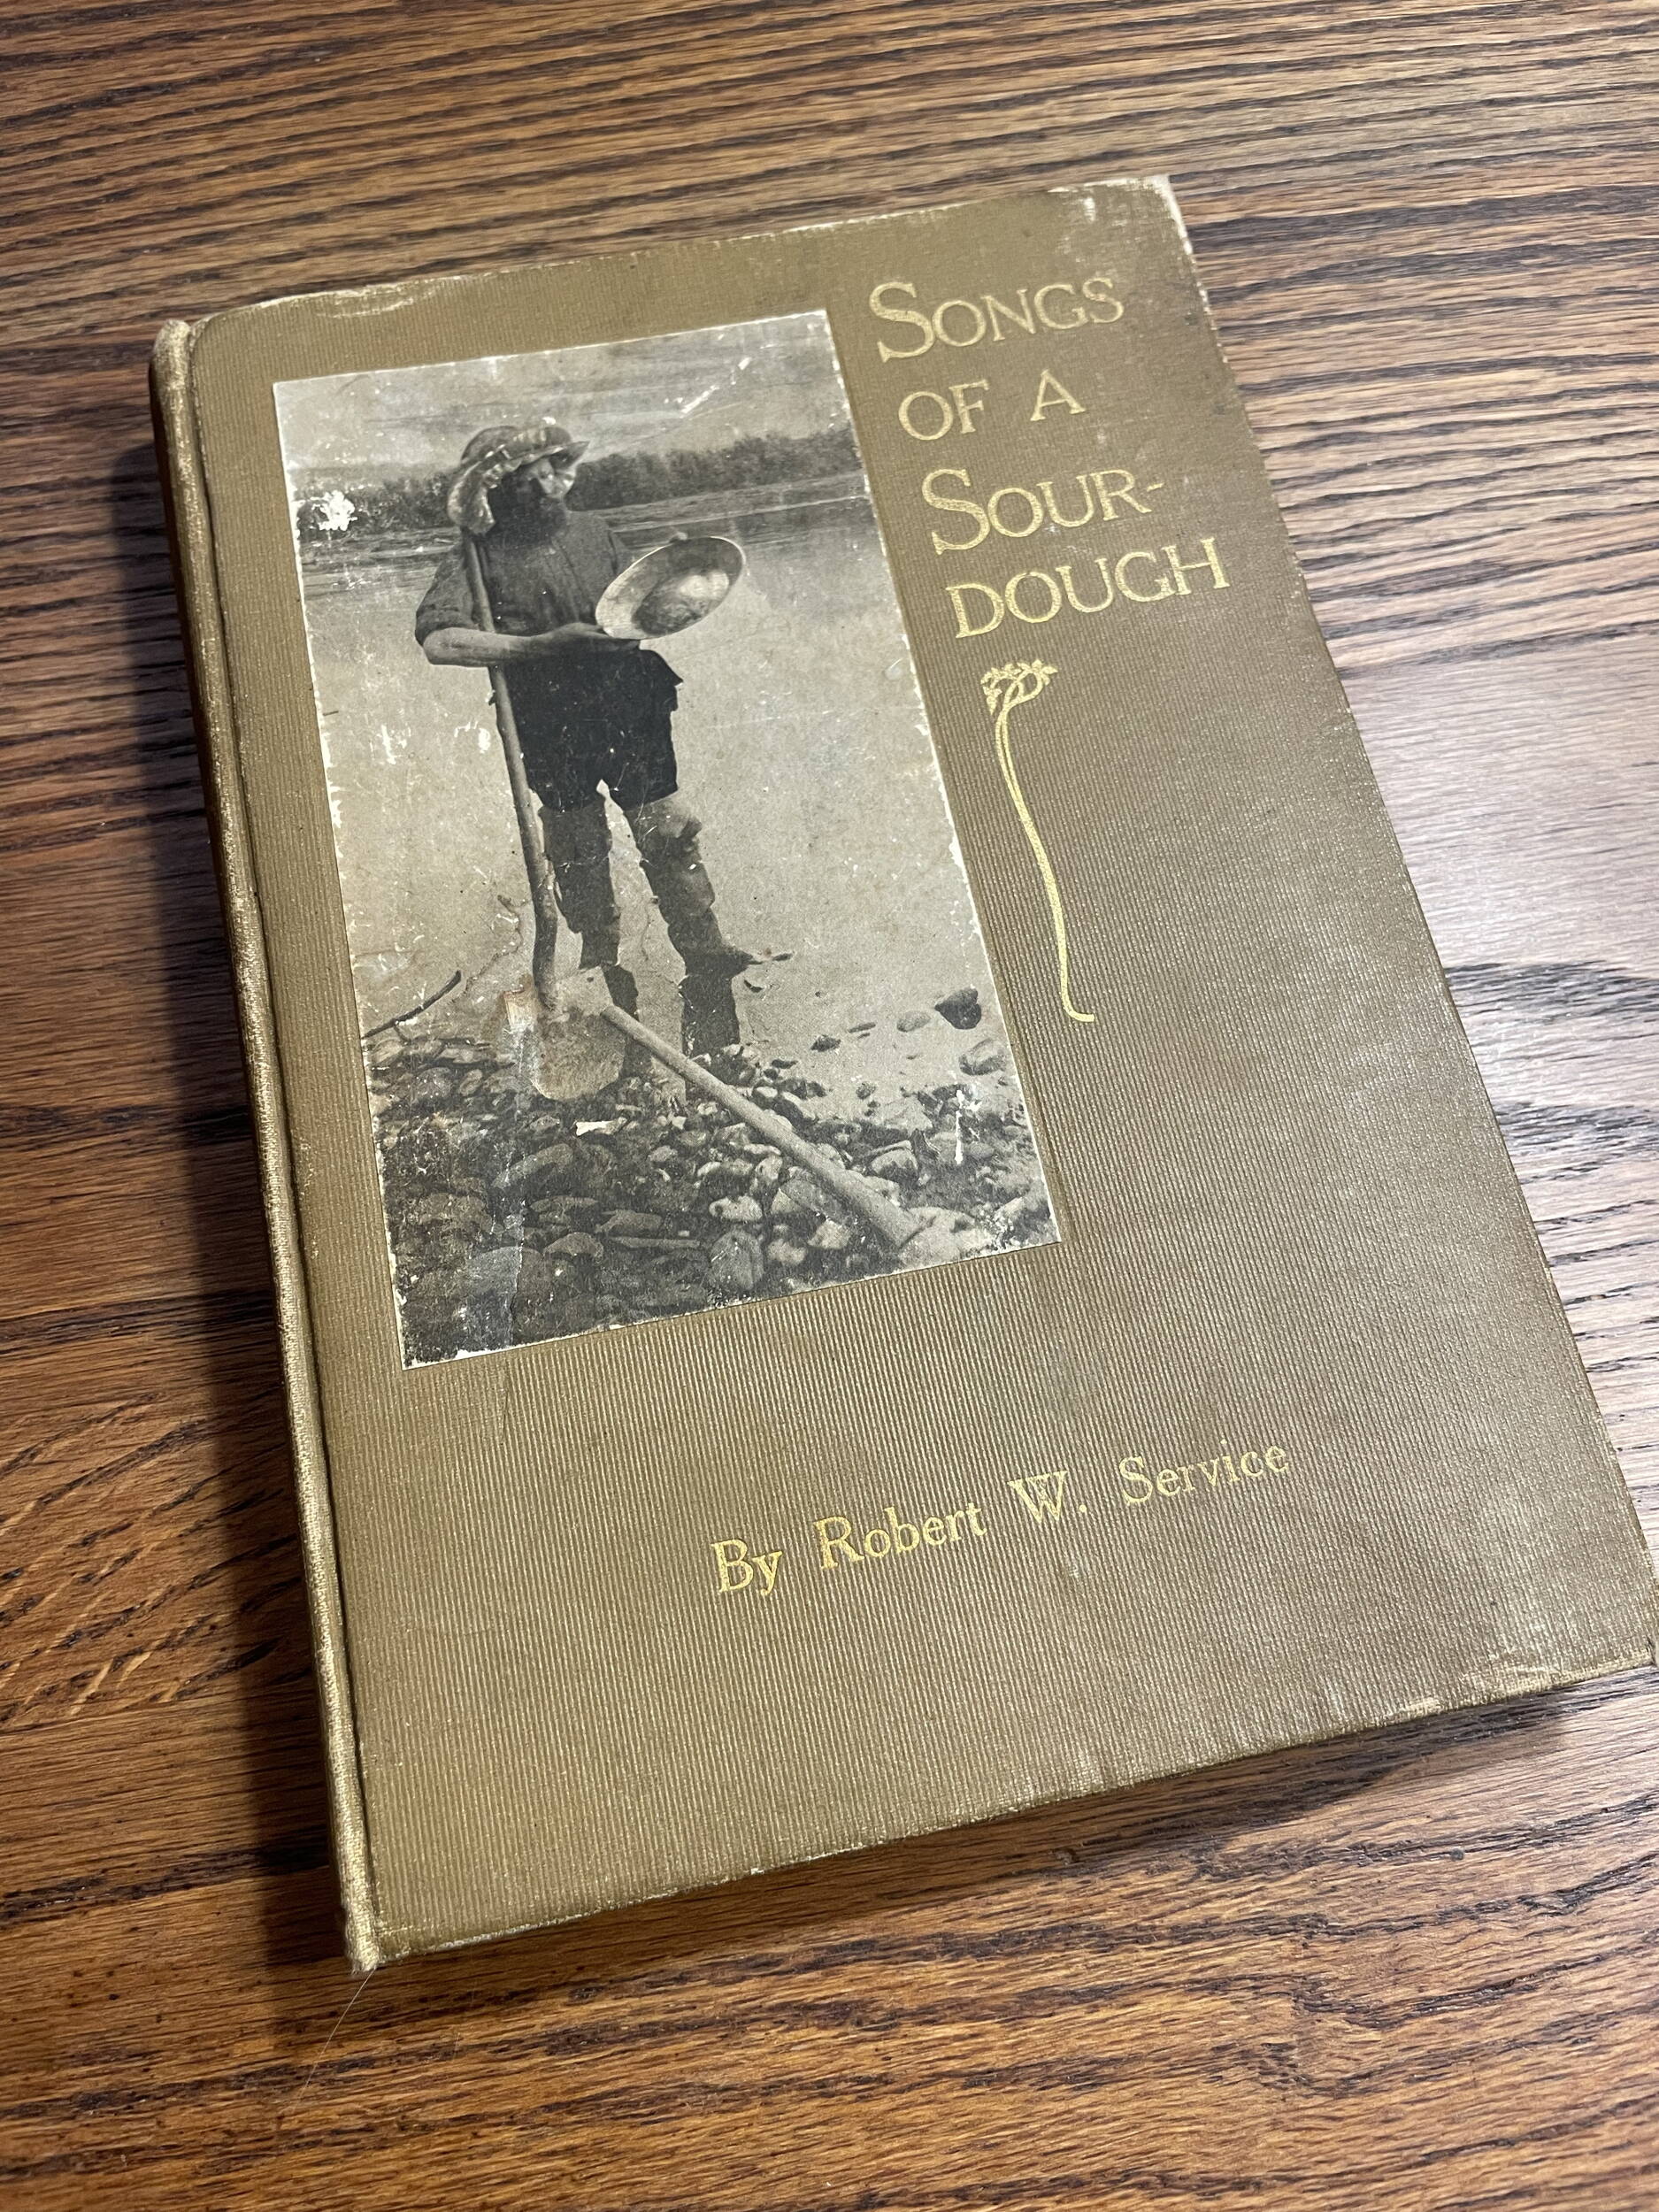 SONGS
OF A
SOUR-
DOUGH
By Robert W. Service